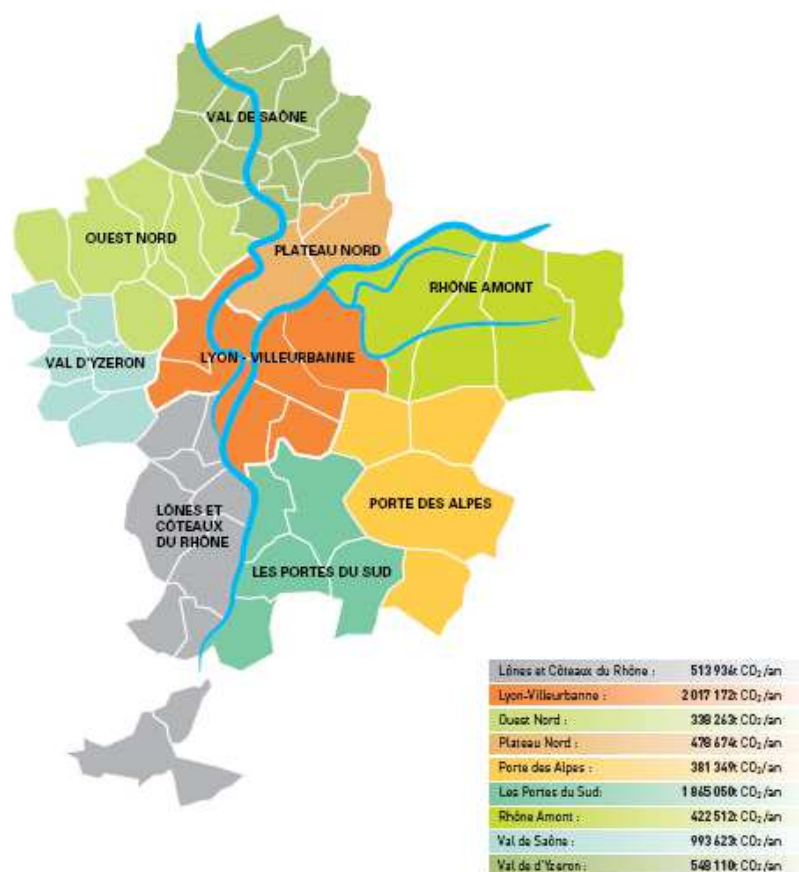 VAL DE SAÔNE
OUEST NORD
PLATEAU NORD
RHÔNE AMONT
VAL D'YZERON
LYON - VILLEURBANNE
LÔNES ET
CÔTEAUX
DU RHÔNE
PORTE DES ALPES
LES PORTES DU SUD
Lônes et Côteaux du Rhône : 513 936t CO₂/an
Lyon-Villeurbanne : 2 017 172t CO₂/an
Ouest Nord : 338 263t CO₂/an
Plateau Nord : 478 674t CO₂/an
Porte des Alpes : 381 349t CO₂/an
Les Portes du Sud: 1 865 050t CO₂/an
Rhône Amont : 422 512t CO₂/an
Val de Saône : 993 623t CO₂/an
Val de d'Yzeron : 548 110t CO₂/an